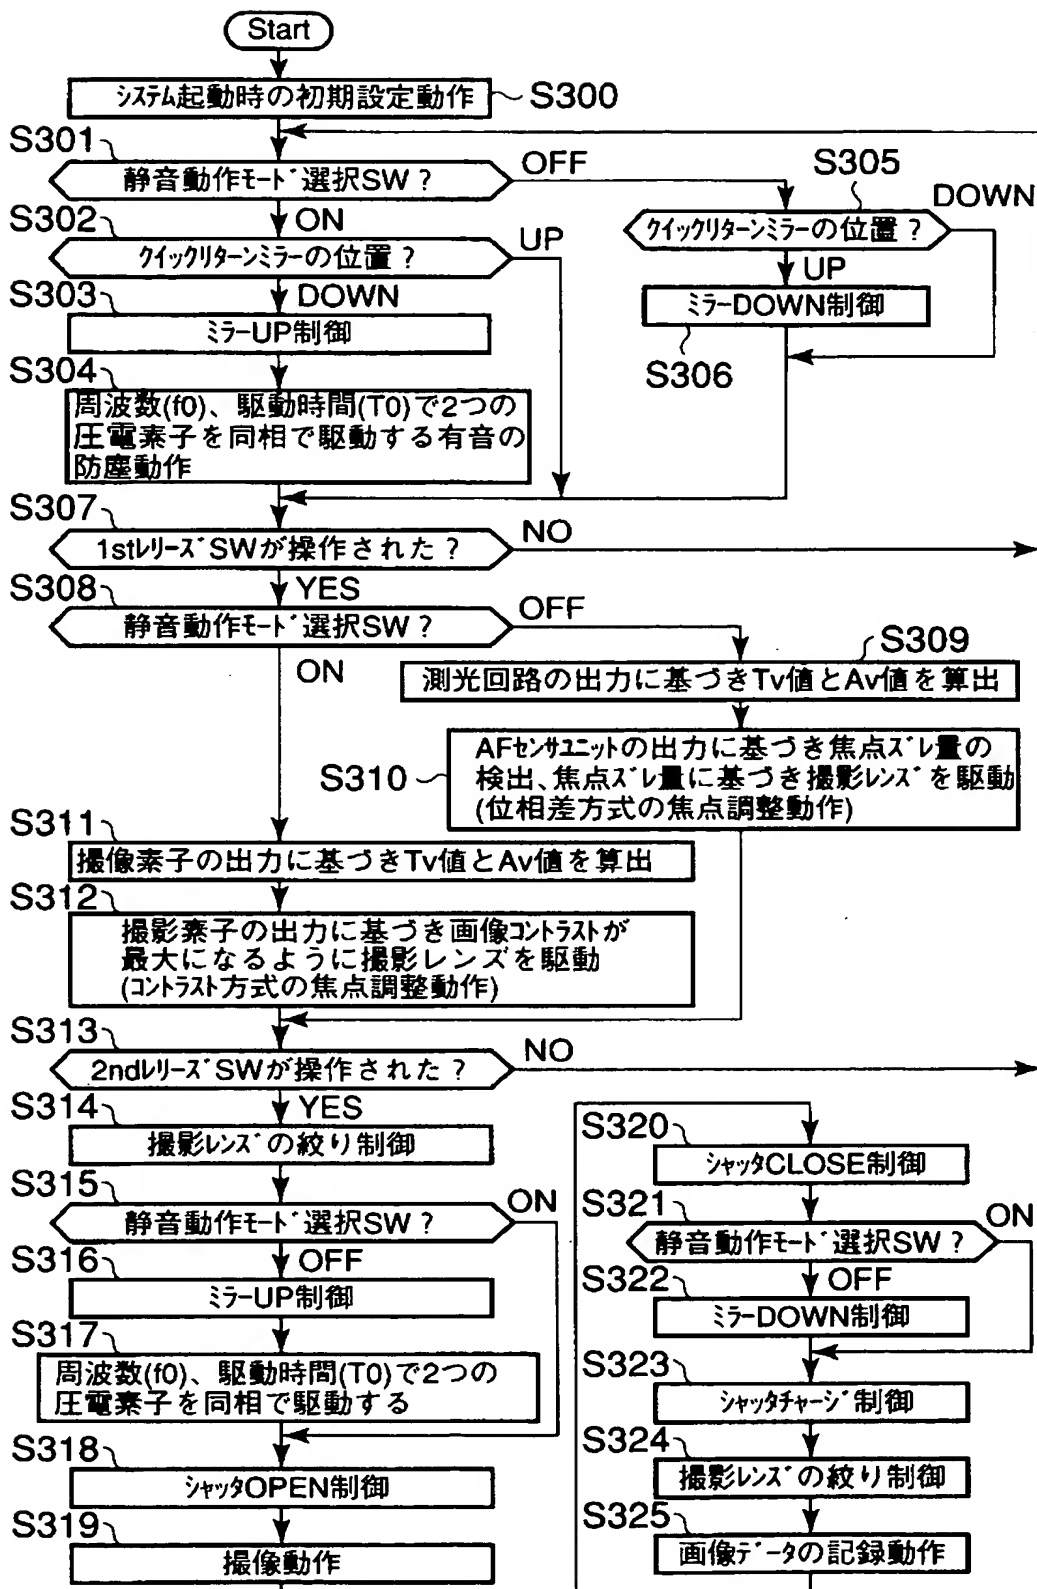 Start
システム起動時の初期設定動作
S300
S301
静音動作モード選択SW?
OFF
ON
S302
クイックリターンミラーの位置?
UP
DOWN
S303
ミラーUP制御
S304
周波数(f0)、駆動時間(T0)で2つの
圧電素子を同相で駆動する有音の
防塵動作
S305
クイックリターンミラーの位置?
DOWN
UP
ミラーDOWN制御
S306
S307
1stレリーズSWが操作された?
NO
YES
S308
静音動作モード選択SW?
OFF
ON
S309
測光回路の出力に基づきTv値とAv値を算出
S310
AFセンサユニットの出力に基づき焦点ズレ量の
検出、焦点ズレ量に基づき撮影レンズを駆動
(位相差方式の焦点調整動作)
S311
撮像素子の出力に基づきTv値とAv値を算出
S312
撮影素子の出力に基づき画像コントラストが
最大になるように撮影レンズを駆動
(コントラスト方式の焦点調整動作)
S313
2ndレリーズSWが操作された?
NO
YES
S314
撮影レンズの絞り制御
S315
静音動作モード選択SW?
ON
OFF
S316
ミラーUP制御
S317
周波数(f0)、駆動時間(T0)で2つの
圧電素子を同相で駆動する
S318
シャッタOPEN制御
S319
撮像動作
S320
シャッタCLOSE制御
S321
静音動作モード選択SW?
ON
OFF
S322
ミラーDOWN制御
S323
シャッタチャージ制御
S324
撮影レンズの絞り制御
S325
画像データの記録動作